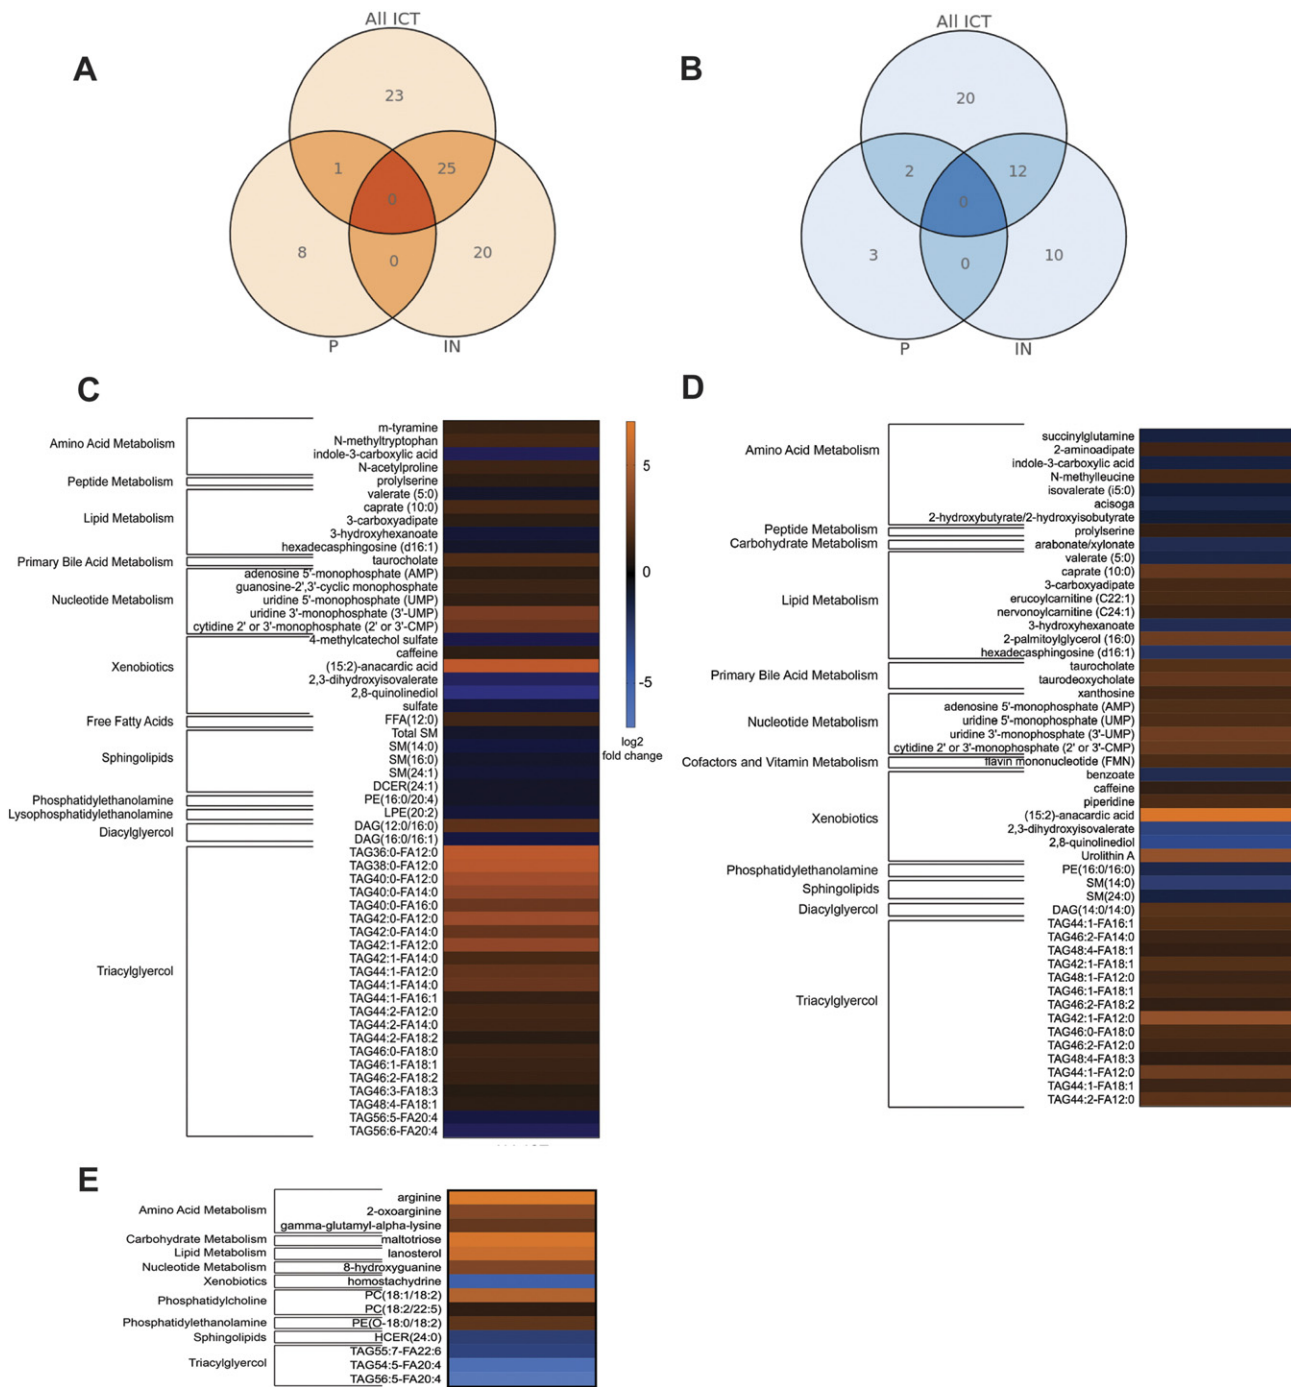 A
All ICT
23
1
25
0
8
0
20
P
IN
B
All ICT
20
2
12
0
3
0
10
P
IN
C
Amino Acid Metabolism
Peptide Metabolism
Lipid Metabolism
Primary Bile Acid Metabolism
Nucleotide Metabolism
Xenobiotics
Free Fatty Acids
Sphingolipids
Phosphatidylethanolamine
Lysophosphatidylethanolamine
Diacylglycerol
Triacylglyercol
m-tyramine
N-methyltryptophan
indole-3-carboxylic acid
N-acetylproline
prolylserine
valerate (5:0)
caprate (10:0)
3-carboxyadipate
3-hydroxyhexanoate
hexadecasphingosine (d16:1)
taurocholate
adenosine 5'-monophosphate (AMP)
guanosine-2',3'-cyclic monophosphate
uridine 5'-monophosphate (UMP)
uridine 3'-monophosphate (3'-UMP)
cytidine 2' or 3'-monophosphate (2' or 3'-CMP)
4-methylcatechol sulfate
caffeine
(15:2)-anacardic acid
2,3-dihydroxyisovalerate
2,8-quinolinediol
sulfate
FFA(12:0)
Total SM
SM(14:0)
SM(16:0)
SM(24:1)
DCER(24:1)
PE(16:0/20:4)
LPE(20:2)
DAG(12:0/16:0)
DAG(16:0/16:1)
TAG36:0-FA12:0
TAG38:0-FA12:0
TAG40:0-FA12:0
TAG40:0-FA14:0
TAG40:0-FA16:0
TAG42:0-FA12:0
TAG42:0-FA14:0
TAG42:1-FA12:0
TAG42:1-FA14:0
TAG44:1-FA12:0
TAG44:1-FA14:0
TAG44:1-FA16:1
TAG44:2-FA12:0
TAG44:2-FA14:0
TAG44:2-FA18:2
TAG46:0-FA18:0
TAG46:1-FA18:1
TAG46:2-FA18:2
TAG46:3-FA18:3
TAG48:4-FA18:1
TAG56:5-FA20:4
TAG56:6-FA20:4
5
0
-5
log2
fold change
D
Amino Acid Metabolism
Peptide Metabolism
Carbohydrate Metabolism
Lipid Metabolism
Primary Bile Acid Metabolism
Nucleotide Metabolism
Cofactors and Vitamin Metabolism
Xenobiotics
Phosphatidylethanolamine
Sphingolipids
Diacylglyercol
Triacylglyercol
succinylglutamine
2-aminoadipate
indole-3-carboxylic acid
N-methylleucine
isovalerate (i5:0)
acisoga
2-hydroxybutyrate/2-hydroxyisobutyrate
prolylserine
arabonate/xylonate
valerate (5:0)
caprate (10:0)
3-carboxyadipate
erucoylcarnitine (C22:1)
nervonoylcarnitine (C24:1)
3-hydroxyhexanoate
2-palmitoylglycerol (16:0)
hexadecasphingosine (d16:1)
taurocholate
taurodeoxycholate
xanthosine
adenosine 5'-monophosphate (AMP)
uridine 5'-monophosphate (UMP)
uridine 3'-monophosphate (3'-UMP)
cytidine 2' or 3'-monophosphate (2' or 3'-CMP)
flavin mononucleotide (FMN)
benzoate
caffeine
piperidine
(15:2)-anacardic acid
2,3-dihydroxyisovalerate
2,8-quinolinediol
Urolithin A
PE(16:0/16:0)
SM(14:0)
SM(24:0)
DAG(14:0/14:0)
TAG44:1-FA16:1
TAG46:2-FA14:0
TAG48:4-FA18:1
TAG42:1-FA18:1
TAG48:1-FA12:0
TAG46:1-FA18:1
TAG46:2-FA18:2
TAG42:1-FA12:0
TAG46:0-FA18:0
TAG46:2-FA12:0
TAG48:4-FA18:3
TAG44:1-FA12:0
TAG44:1-FA18:1
TAG44:2-FA12:0
E
Amino Acid Metabolism
Carbohydrate Metabolism
Lipid Metabolism
Nucleotide Metabolism
Xenobiotics
Phosphatidylcholine
Phosphatidylethanolamine
Sphingolipids
Triacylglyercol
arginine
2-oxoarginine
gamma-glutamyl-alpha-lysine
maltotriose
lanosterol
8-hydroxyguanine
homostachydrine
PC(18:1/18:2)
PC(18:2/22:5)
PE(O-18:0/18:2)
HCER(24:0)
TAG55:7-FA22:6
TAG54:5-FA20:4
TAG56:5-FA20:4